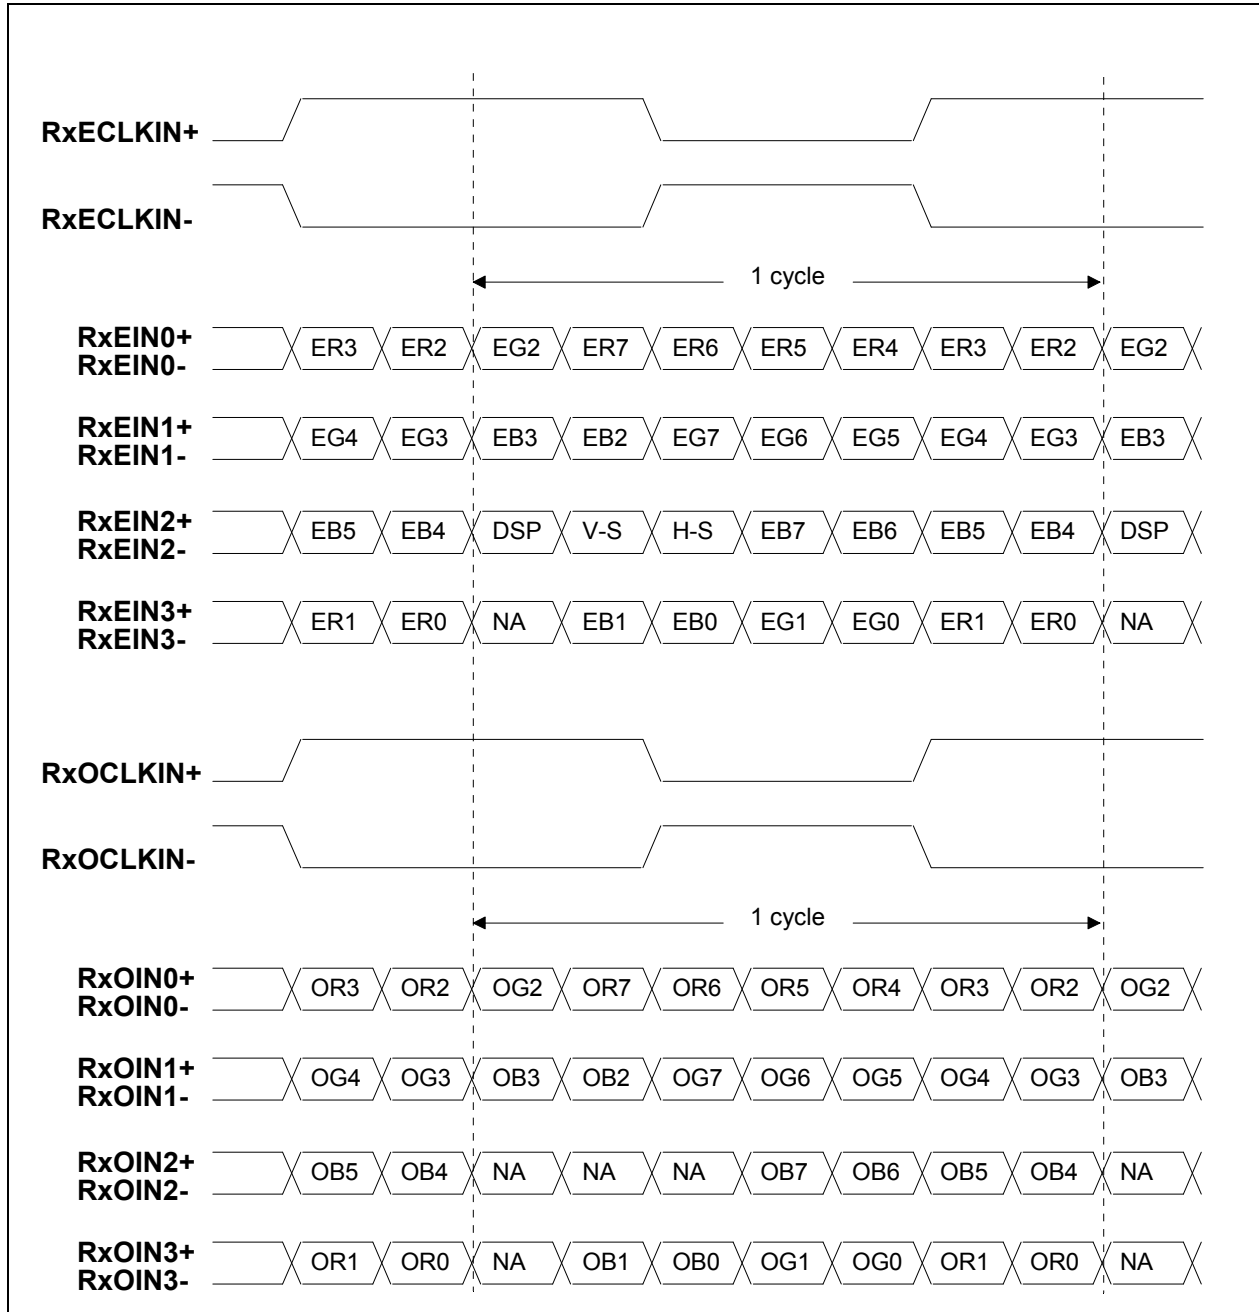 RxECLKIN+
RxECLKIN-
1 cycle
RxEIN0+
RxEIN0-
ER3 ER2 EG2 ER7 ER6 ER5 ER4 ER3 ER2 EG2
RxEIN1+
RxEIN1-
EG4 EG3 EB3 EB2 EG7 EG6 EG5 EG4 EG3 EB3
RxEIN2+
RxEIN2-
EB5 EB4 DSP V-S H-S EB7 EB6 EB5 EB4 DSP
RxEIN3+
RxEIN3-
ER1 ER0 NA EB1 EB0 EG1 EG0 ER1 ER0 NA
RxOCLKIN+
RxOCLKIN-
1 cycle
RxOIN0+
RxOIN0-
OR3 OR2 OG2 OR7 OR6 OR5 OR4 OR3 OR2 OG2
RxOIN1+
RxOIN1-
OG4 OG3 OB3 OB2 OG7 OG6 OG5 OG4 OG3 OB3
RxOIN2+
RxOIN2-
OB5 OB4 NA NA NA OB7 OB6 OB5 OB4 NA
RxOIN3+
RxOIN3-
OR1 OR0 NA OB1 OB0 OG1 OG0 OR1 OR0 NA